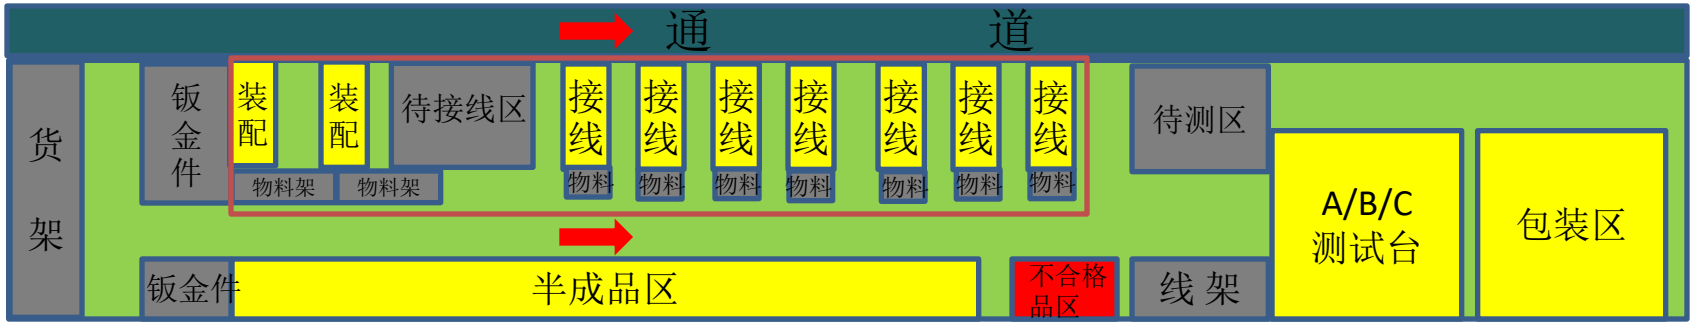 通 道
货
架
钣
金
件
装
配
装
配
待接线区
接
线
接
线
接
线
接
线
接
线
接
线
接
线
待测区
物料架
物料架
物料
物料
物料
物料
物料
物料
物料
A/B/C
测试台
包装区
钣金件
半成品区
不合格
品区
线 架